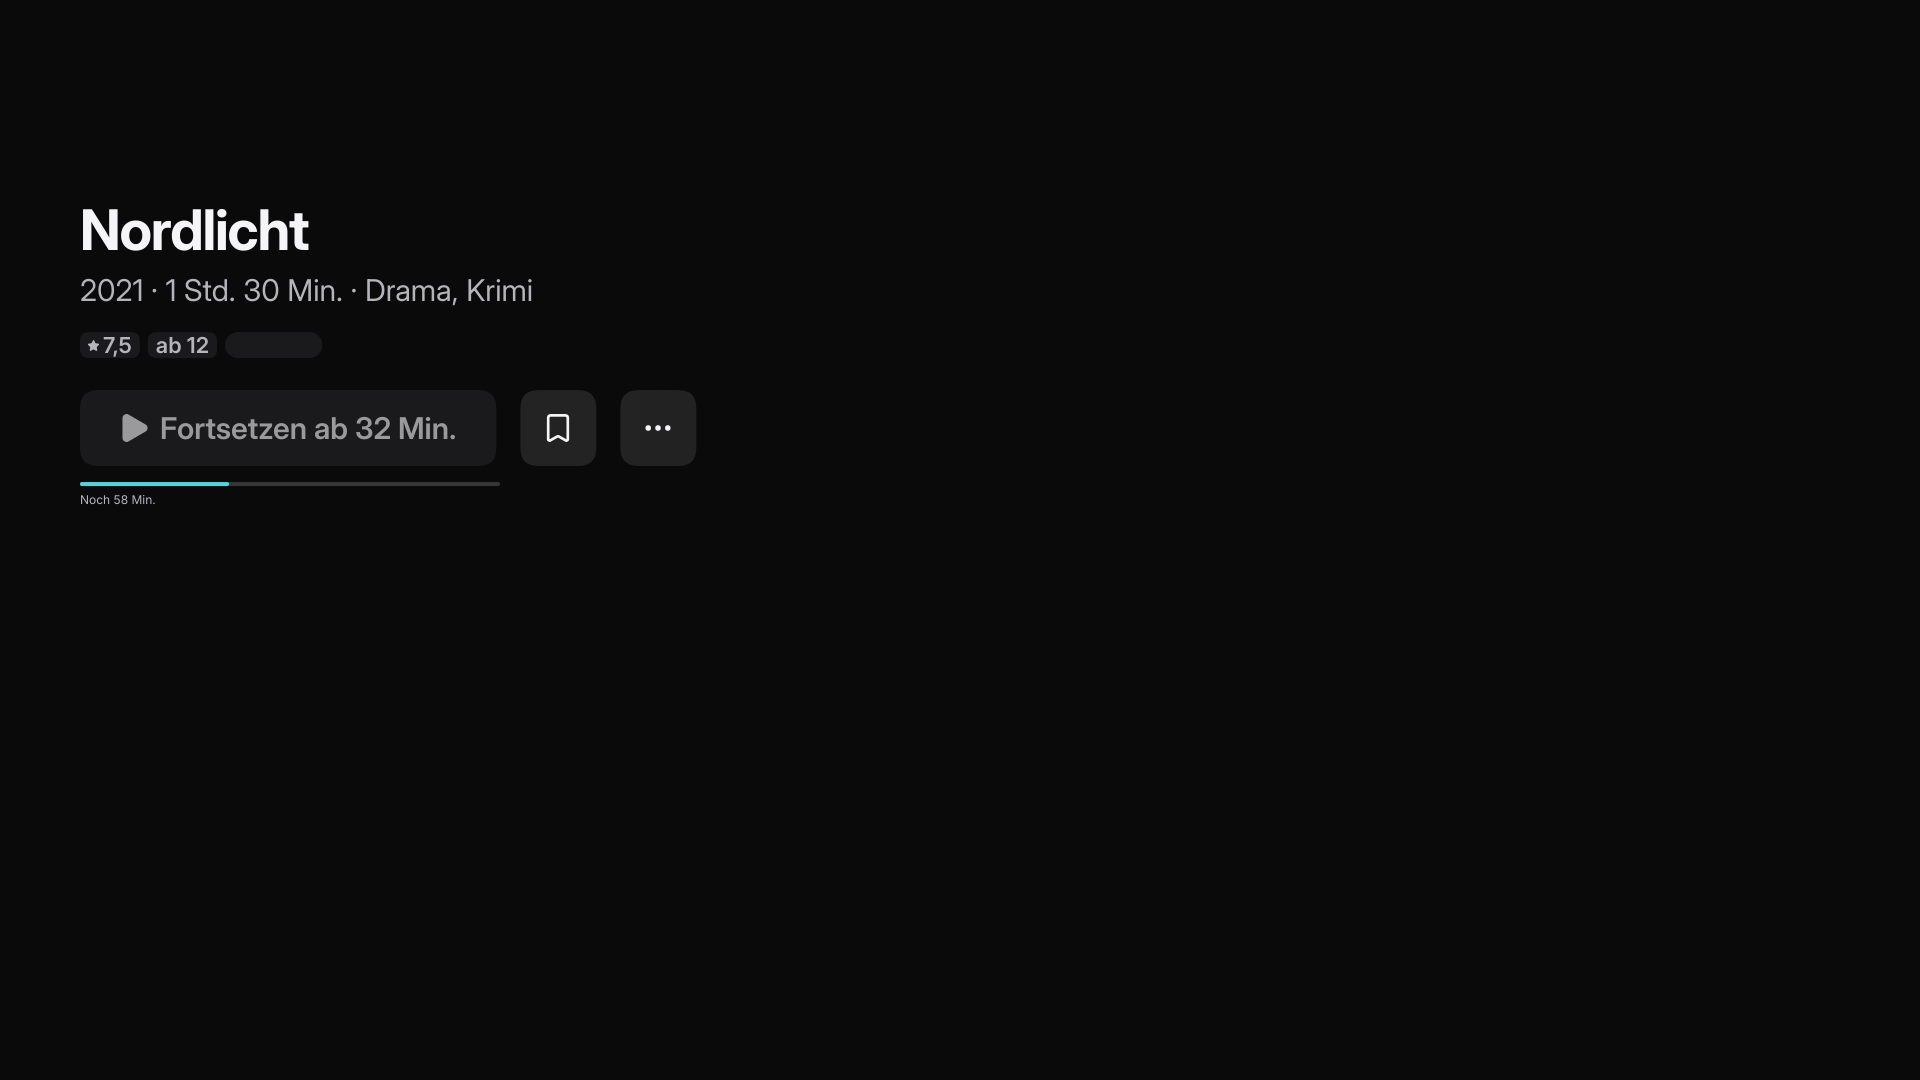 Nordlicht
2021 · 1 Std. 30 Min. · Drama, Krimi
7,5 ab 12
Fortsetzen ab 32 Min.
Noch 58 Min.